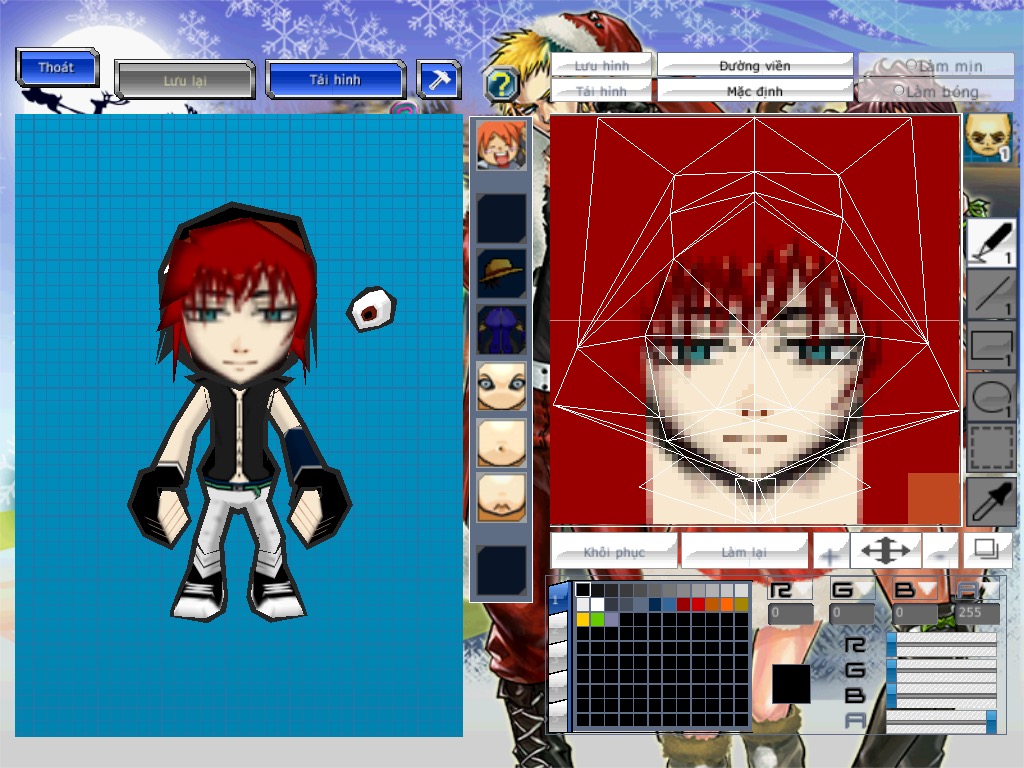 Thoát
Lưu lại
Tải hình
?
Lưu hình
Đường viền
Làm mịn
Tải hình
Mặc định
Làm bóng
1
1
1
1
1
Khôi phục
Làm lại
1
R G B A
0 0 0 255
R
G
B
A